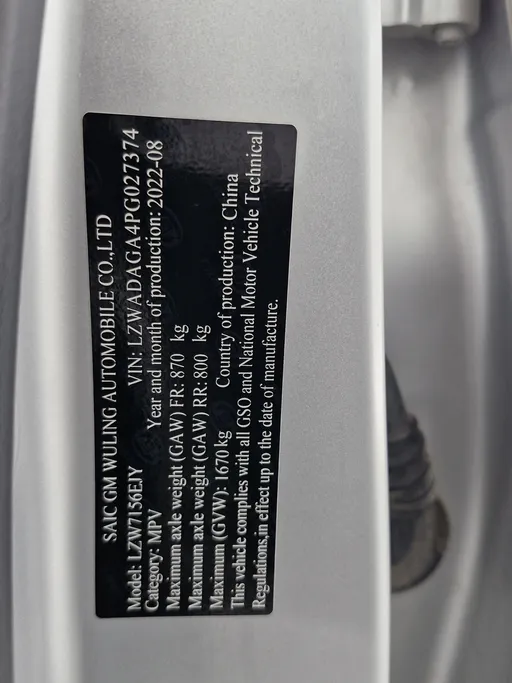 SAIC GM WULING AUTOMOBILE CO.,LTD
Model: LZW7156EJY VIN: LZWADAGA4PG027374
Category: MPV Year and month of production: 2022-08
Maximum axle weight (GAW) FR: 870 kg
Maximum axle weight (GAW) RR: 800 kg
Maximum (GVW): 1670 kg Country of production: China
This vehicle complies with all GSO and National Motor Vehicle Technical
Regulations,in effect up to the date of manufacture.